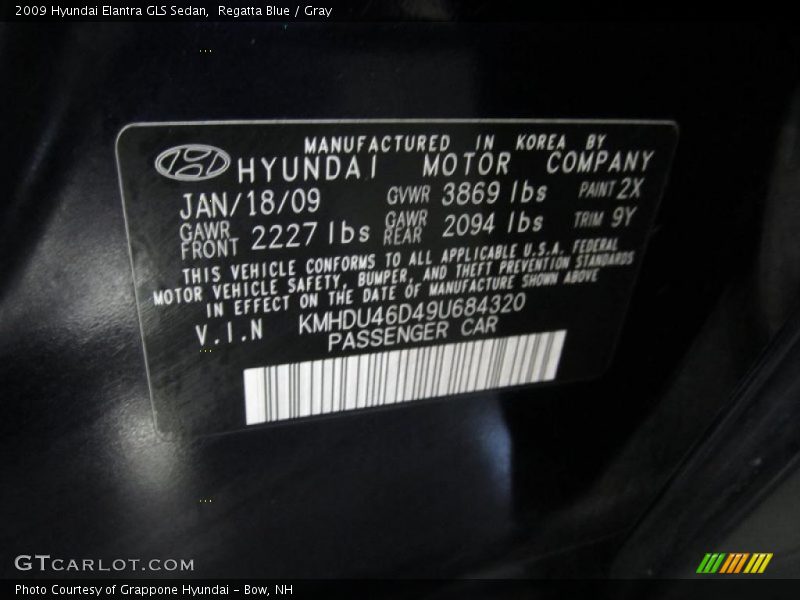 2009 Hyundai Elantra GLS Sedan,  Regatta Blue / Gray
MANUFACTURED IN KOREA BY
HYUNDAI MOTOR COMPANY
JAN/18/09 GVWR 3869 lbs PAINT 2X
GAWR FRONT 2227 lbs GAWR REAR 2094 lbs TRIM 9Y
THIS VEHICLE CONFORMS TO ALL APPLICABLE U.S.A. FEDERAL
MOTOR VEHICLE SAFETY, BUMPER, AND THEFT PREVENTION STANDARDS
IN EFFECT ON THE DATE OF MANUFACTURE SHOWN ABOVE
V.I.N KMHDU46D49U684320
PASSENGER CAR
GTCARLOT.COM
Photo Courtesy of Grappone Hyundai - Bow, NH